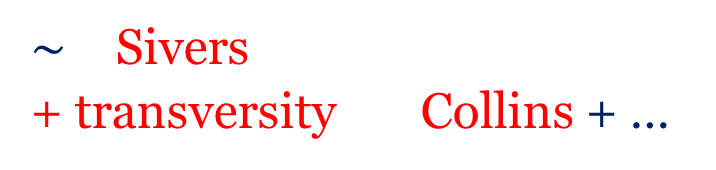 ~ Sivers
+ transversity Collins + ...